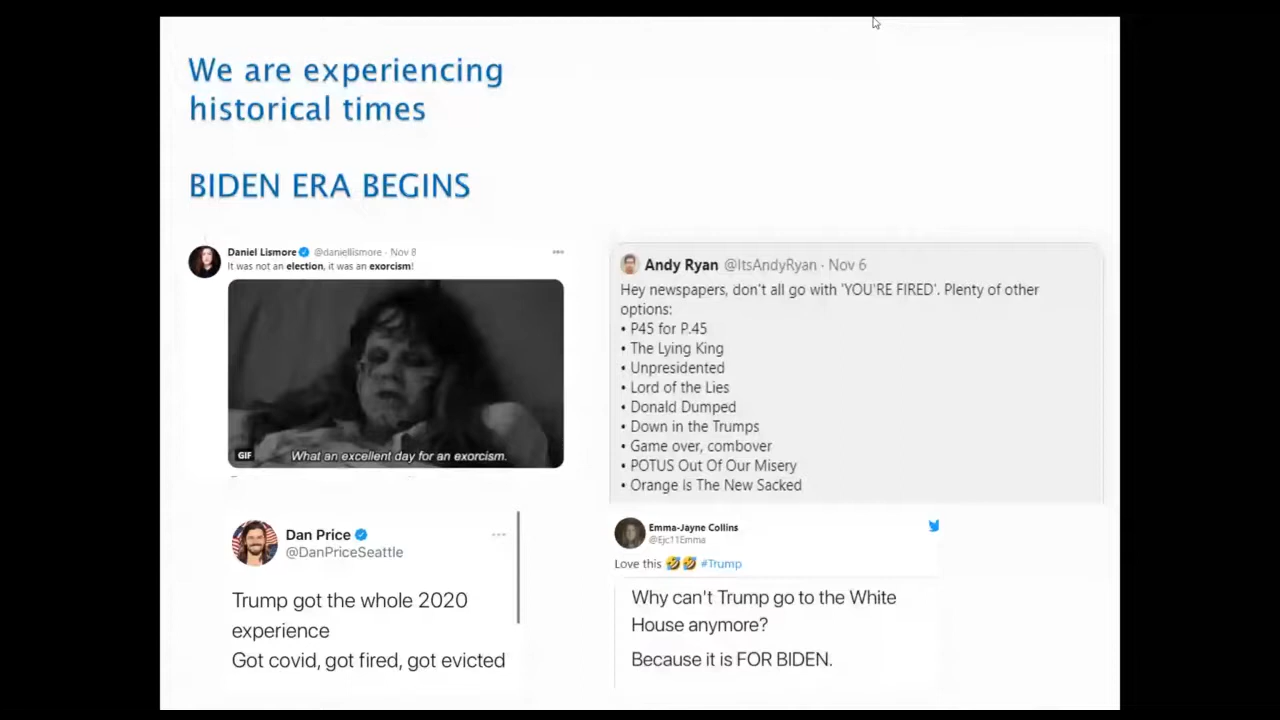 We are experiencing
historical times
BIDEN ERA BEGINS
Daniel Lismore @daniellismore · Nov 8
It was not an election, it was an exorcism!
GIF
What an excellent day for an exorcism.
Andy Ryan @ItsAndyRyan · Nov 6
Hey newspapers, don't all go with 'YOU'RE FIRED'. Plenty of other
options:
• P45 for P.45
• The Lying King
• Unpresidented
• Lord of the Lies
• Donald Dumped
• Down in the Trumps
• Game over, combover
• POTUS Out Of Our Misery
• Orange Is The New Sacked
Dan Price
@DanPriceSeattle
Trump got the whole 2020
experience
Got covid, got fired, got evicted
Emma-Jayne Collins
@Ejc11Emma
Love this 🤣🤣 #Trump
Why can't Trump go to the White
House anymore?
Because it is FOR BIDEN.